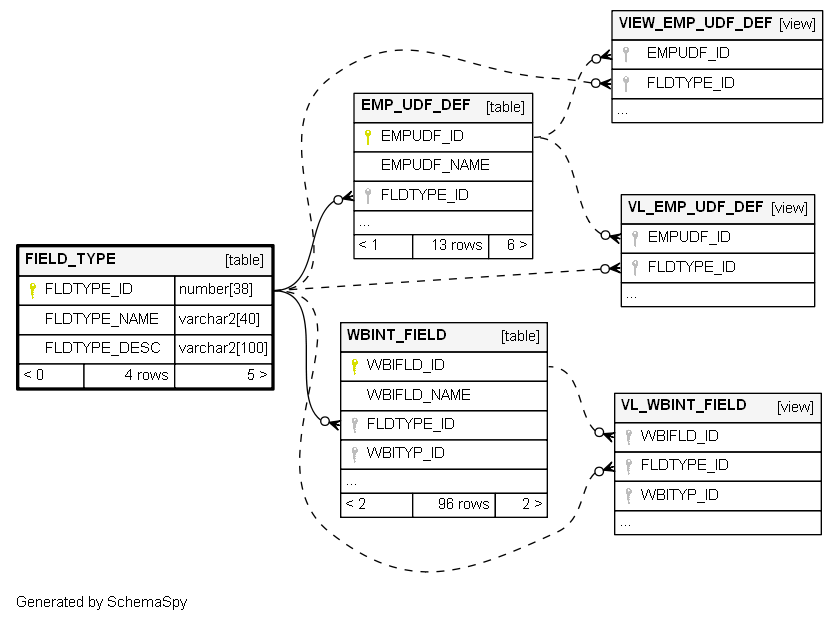 VIEW_EMP_UDF_DEF [view]
EMPUDF_ID
FLDTYPE_ID
...
EMP_UDF_DEF [table]
EMPUDF_ID
EMPUDF_NAME
FLDTYPE_ID
...
< 1 13 rows 6 >
VL_EMP_UDF_DEF [view]
EMPUDF_ID
FLDTYPE_ID
...
FIELD_TYPE [table]
FLDTYPE_ID number[38]
FLDTYPE_NAME varchar2[40]
FLDTYPE_DESC varchar2[100]
< 0 4 rows 5 >
WBINT_FIELD [table]
WBIFLD_ID
WBIFLD_NAME
FLDTYPE_ID
WBITYP_ID
...
< 2 96 rows 2 >
VL_WBINT_FIELD [view]
WBIFLD_ID
FLDTYPE_ID
WBITYP_ID
...
Generated by SchemaSpy